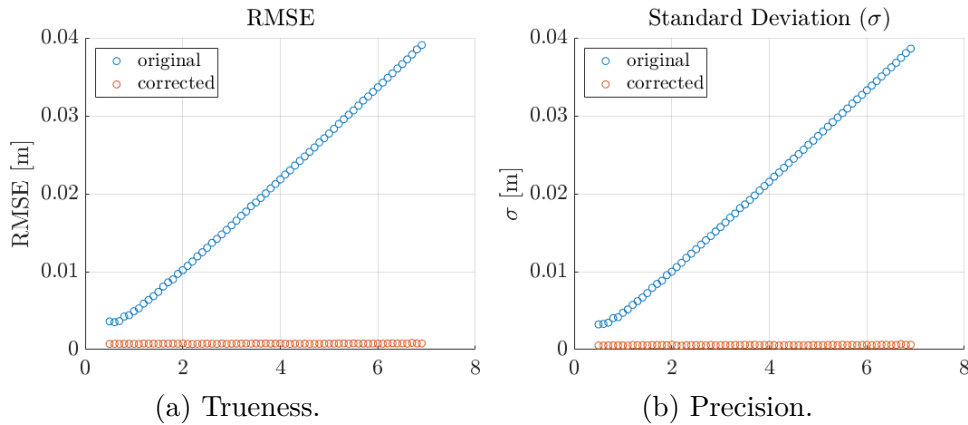 RMSE
original
corrected
0.04
0.03
0.02
0.01
0
RMSE [m]
0 2 4 6 8
(a) Trueness.
Standard Deviation (σ)
original
corrected
0.04
0.03
0.02
0.01
0
σ [m]
0 2 4 6 8
(b) Precision.